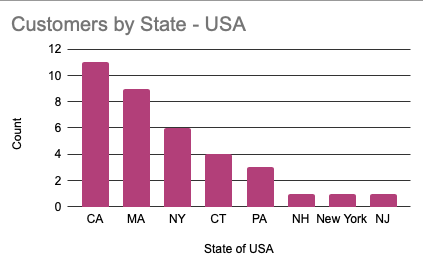 Customers by State - USA
12
10
8
6
4
2
0
Count
CA MA NY CT PA NH New York NJ
State of USA